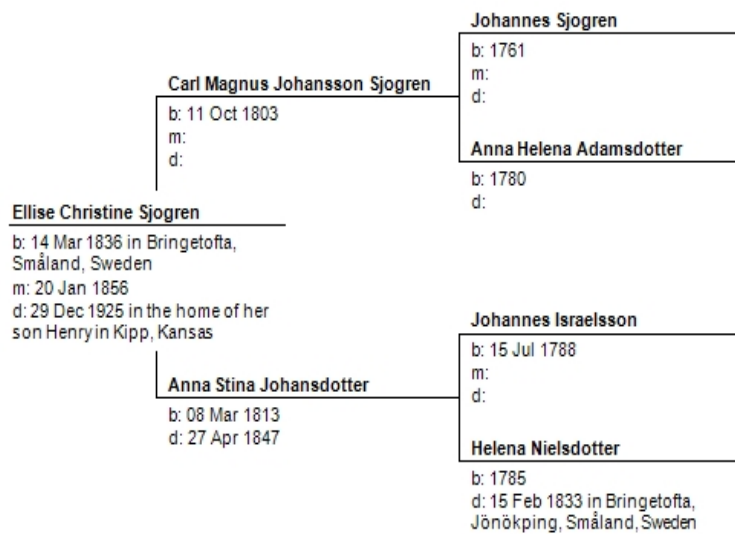 Johannes Sjogren
b: 1761
m:
d:
Carl Magnus Johansson Sjogren
b: 11 Oct 1803
m:
d:
Anna Helena Adamsdotter
b: 1780
d:
Ellise Christine Sjogren
b: 14 Mar 1836 in Bringetofta,
Småland, Sweden
m: 20 Jan 1856
d: 29 Dec 1925 in the home of her
son Henry in Kipp, Kansas
Johannes Israelsson
b: 15 Jul 1788
m:
d:
Anna Stina Johansdotter
b: 08 Mar 1813
d: 27 Apr 1847
Helena Nielsdotter
b: 1785
d: 15 Feb 1833 in Bringetofta,
Jönökping, Småland, Sweden